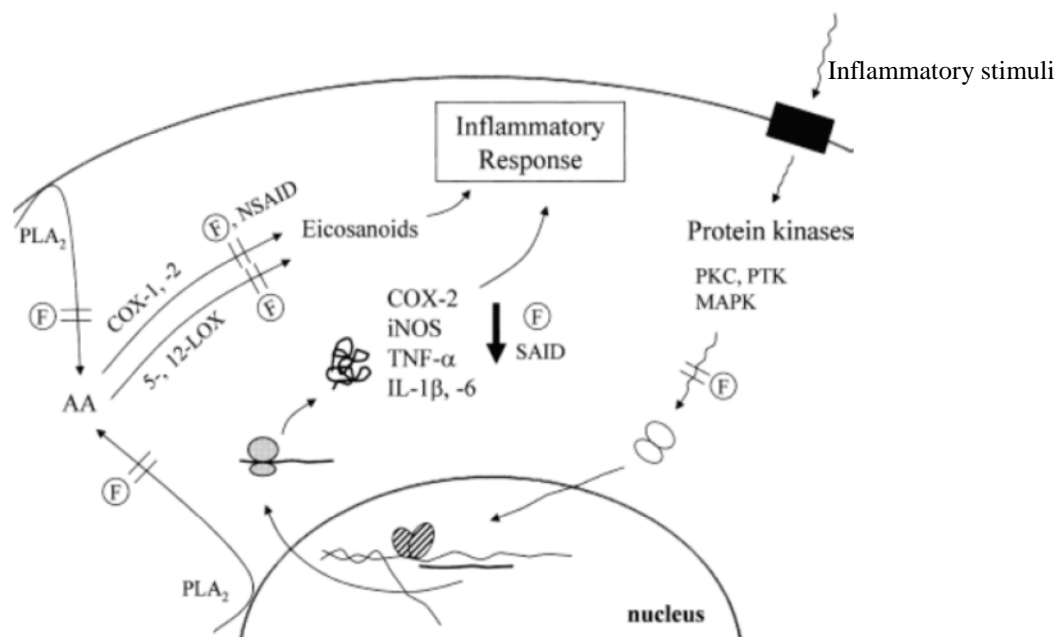 Inflammatory stimuli
Inflammatory
Response
PLA₂
F, NSAID
Eicosanoids
Protein kinases
PKC, PTK
MAPK
COX-1, -2
F
F
5-, 12-LOX
COX-2
iNOS
TNF-α
IL-1β, -6
F
SAID
F
AA
F
PLA₂
nucleus